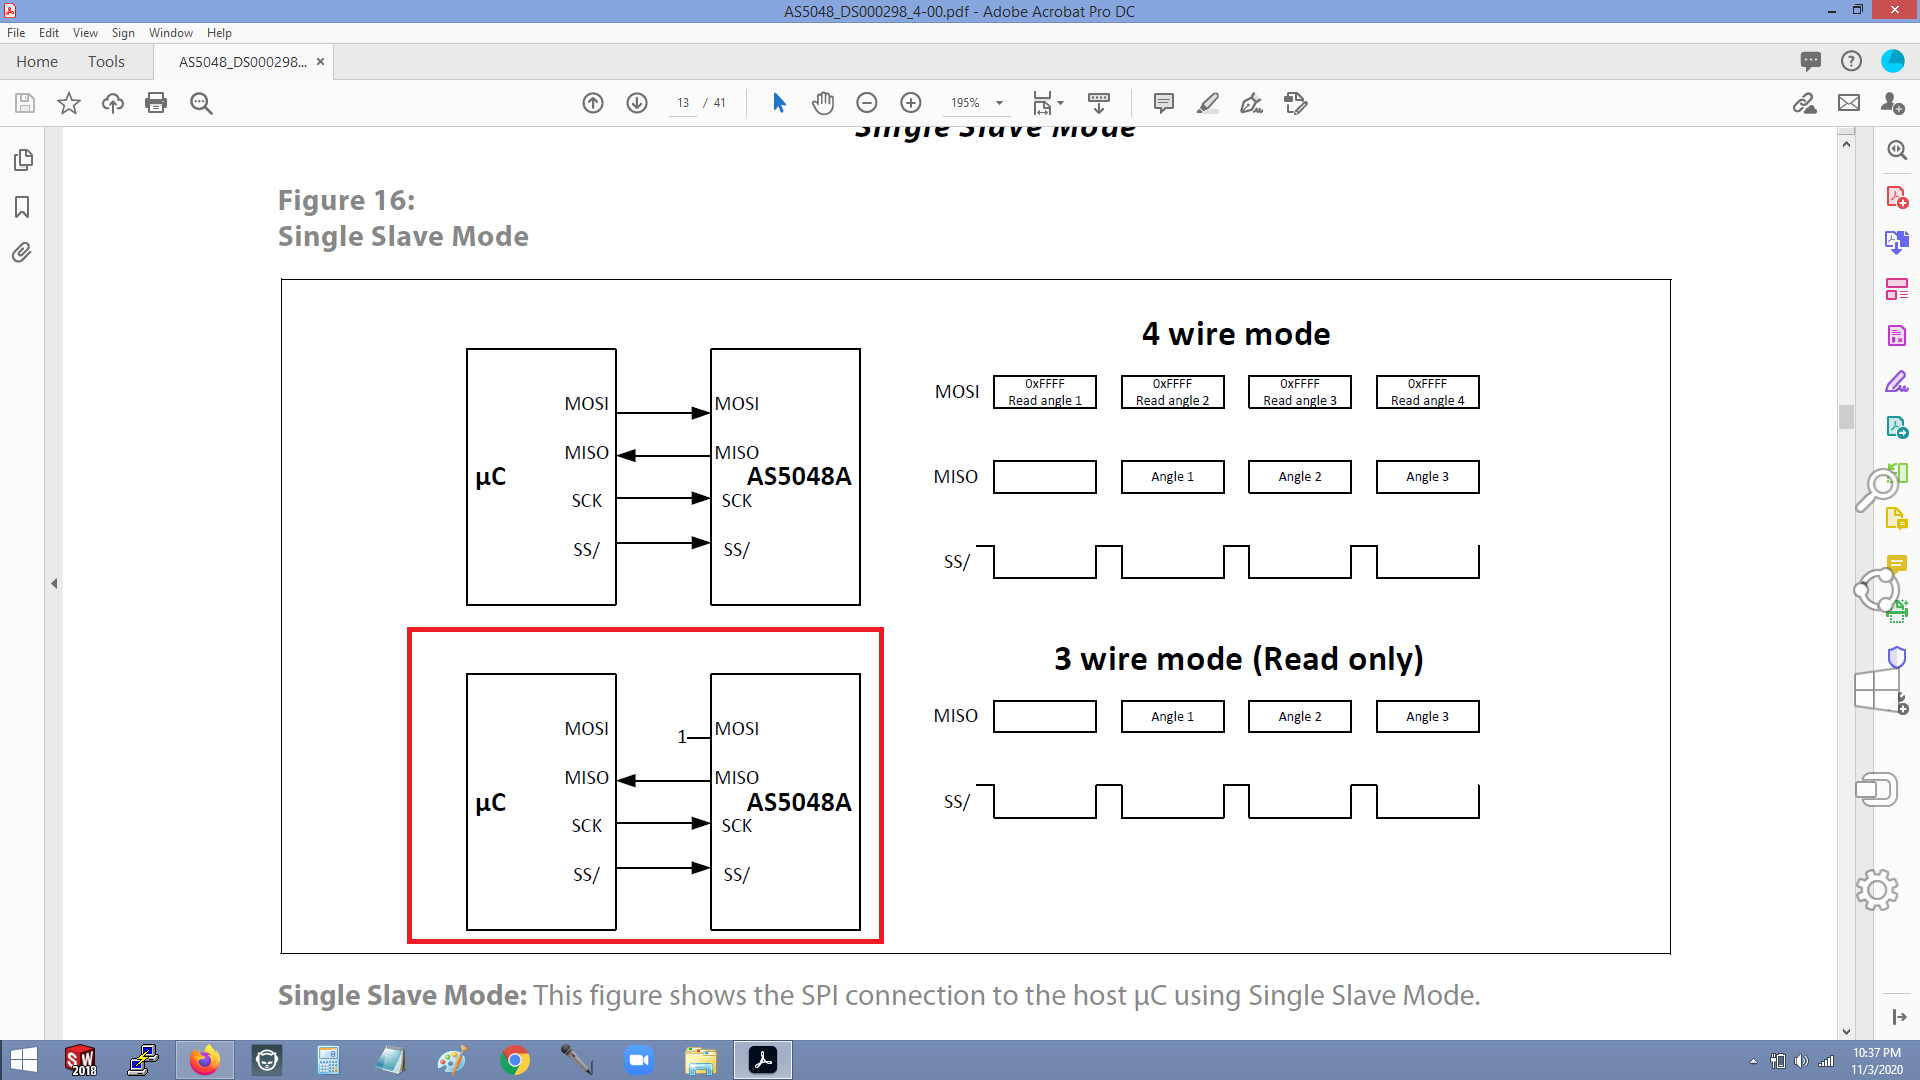 AS5048_DS000298_4-00.pdf - Adobe Acrobat Pro DC
File Edit View Sign Window Help
Home Tools AS5048_DS000298... ×
13 / 41 195%
Single Slave Mode
Figure 16:
Single Slave Mode
4 wire mode
MOSI MOSI
MISO MISO
µC AS5048A
SCK SCK
SS/ SS/
MOSI 0xFFFF 0xFFFF 0xFFFF 0xFFFF
Read angle 1 Read angle 2 Read angle 3 Read angle 4
MISO Angle 1 Angle 2 Angle 3
SS/
3 wire mode (Read only)
MOSI 1 MOSI
MISO MISO
µC AS5048A
SCK SCK
SS/ SS/
MISO Angle 1 Angle 2 Angle 3
SS/
Single Slave Mode: This figure shows the SPI connection to the host µC using Single Slave Mode.
SW
2018
10:37 PM
11/3/2020